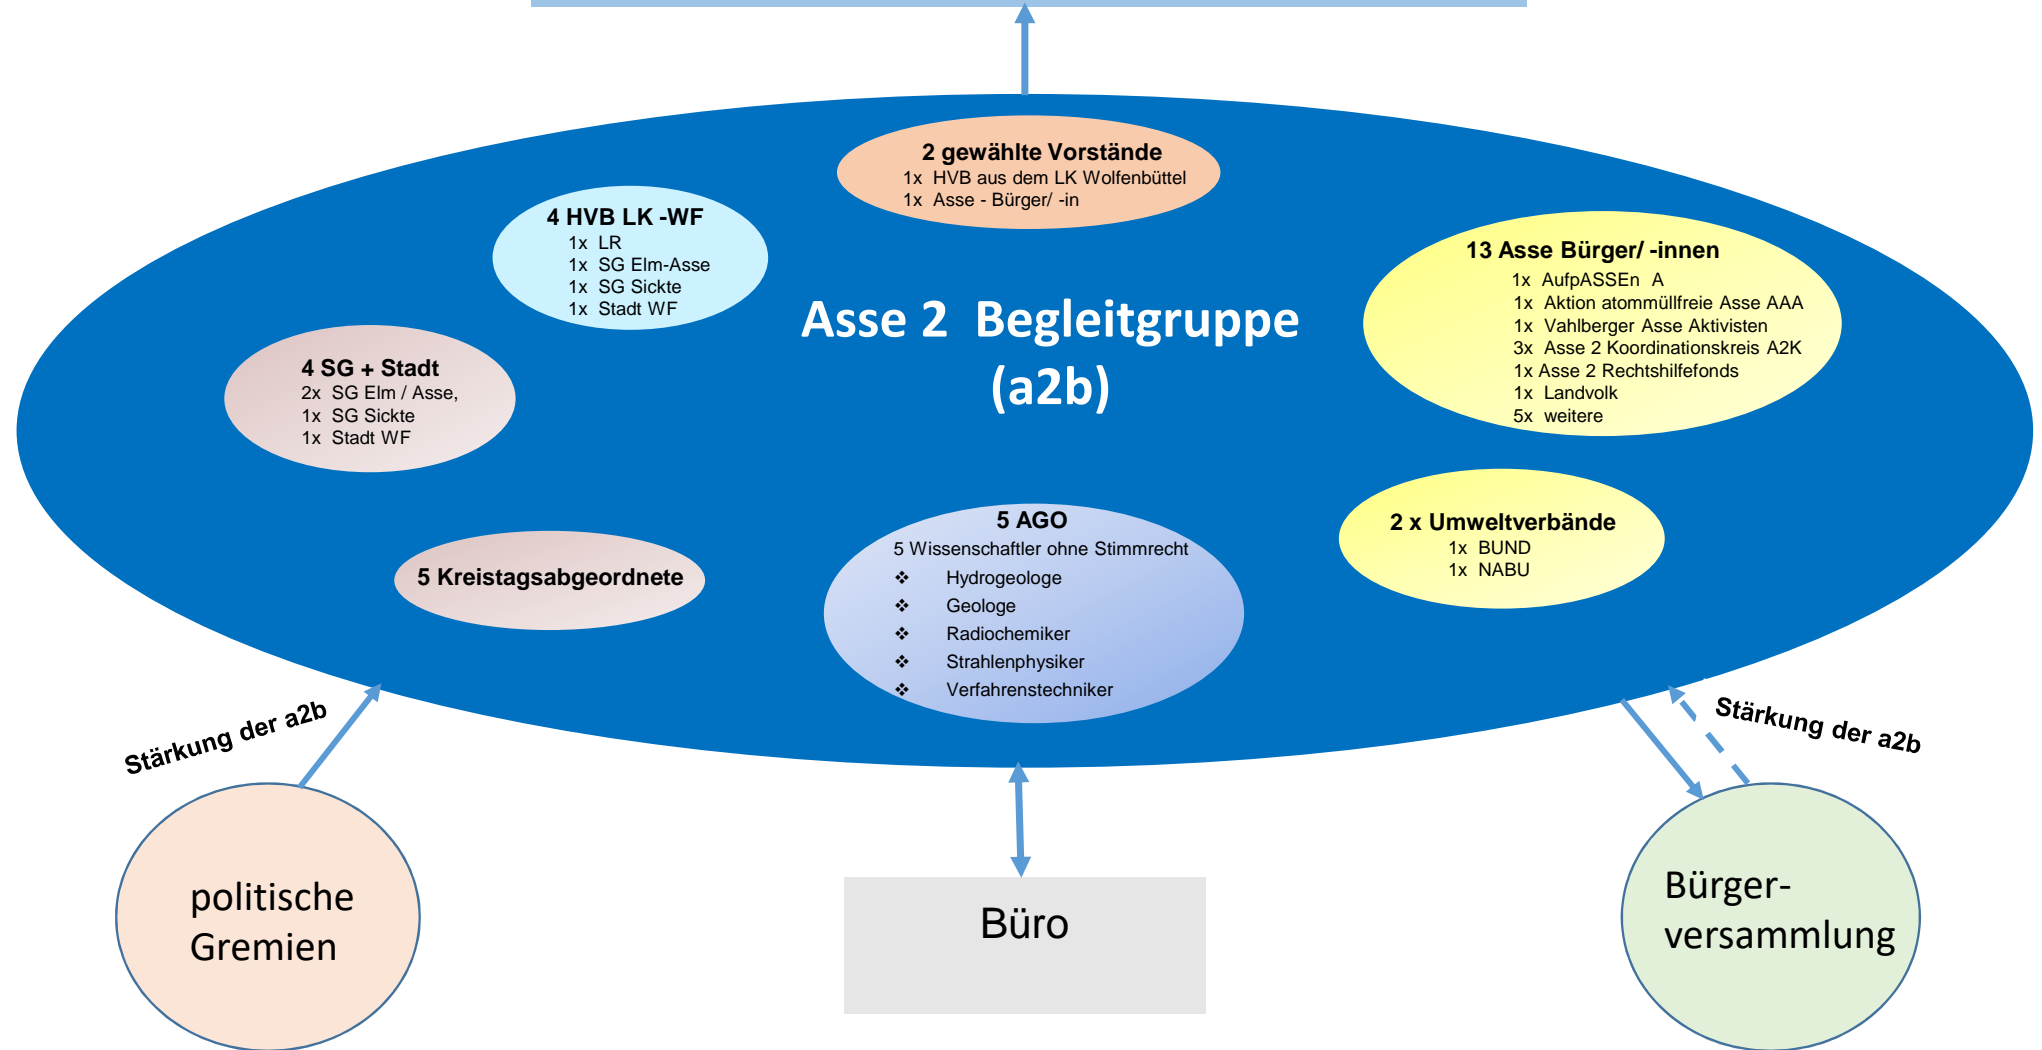 2 gewählte Vorstände
1x HVB aus dem LK Wolfenbüttel
1x Asse - Bürger/ -in
4 HVB LK -WF
1x LR
1x SG Elm-Asse
1x SG Sickte
1x Stadt WF
13 Asse Bürger/ -innen
1x AufpASSEn A
1x Aktion atommüllfreie Asse AAA
1x Vahlberger Asse Aktivisten
3x Asse 2 Koordinationskreis A2K
1x Asse 2 Rechtshilfefonds
1x Landvolk
5x weitere
Asse 2 Begleitgruppe
(a2b)
4 SG + Stadt
2x SG Elm / Asse,
1x SG Sickte
1x Stadt WF
5 Kreistagsabgeordnete
5 AGO
5 Wissenschaftler ohne Stimmrecht
❖ Hydrogeologe
❖ Geologe
❖ Radiochemiker
❖ Strahlenphysiker
❖ Verfahrenstechniker
2 x Umweltverbände
1x BUND
1x NABU
Stärkung der a2b
Stärkung der a2b
politische
Gremien
Büro
Bürger-
versammlung